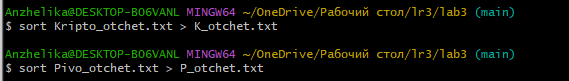 Anzhelika@DESKTOP-BO6VANL MINGW64 ~/OneDrive/Рабочий стол/lr3/lab3 (main)
$ sort Kripto_otchet.txt > K_otchet.txt
Anzhelika@DESKTOP-BO6VANL MINGW64 ~/OneDrive/Рабочий стол/lr3/lab3 (main)
$ sort Pivo_otchet.txt > P_otchet.txt